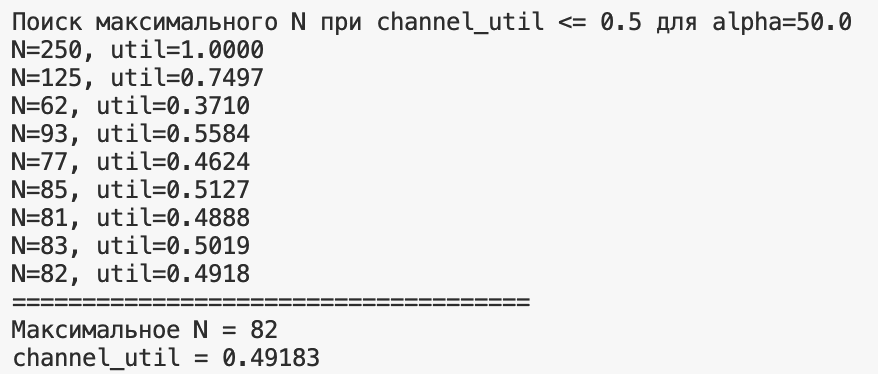 Поиск максимального N при channel_util <= 0.5 для alpha=50.0
N=250, util=1.0000
N=125, util=0.7497
N=62, util=0.3710
N=93, util=0.5584
N=77, util=0.4624
N=85, util=0.5127
N=81, util=0.4888
N=83, util=0.5019
N=82, util=0.4918
=====================================
Максимальное N = 82
channel_util = 0.49183